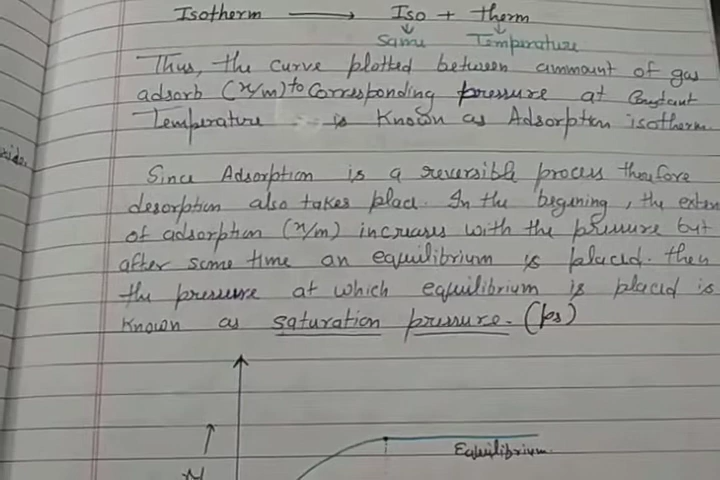 Isotherm → Iso + therm
Same Temperature
Thus, the curve plotted between ammount of gas
adsorb (x/m) to corresponding pressure at constant
Temperature is known as Adsorption isotherm.
Since Adsorption is a reversible process therefore
desorption also takes place. In the begining, the exten
of adsorption (x/m) increases with the pressure but
after some time an equilibrium is placed. then
the pressure at which equilibrium is placed is
known as saturation pressure. (Ps)
Equilibrium